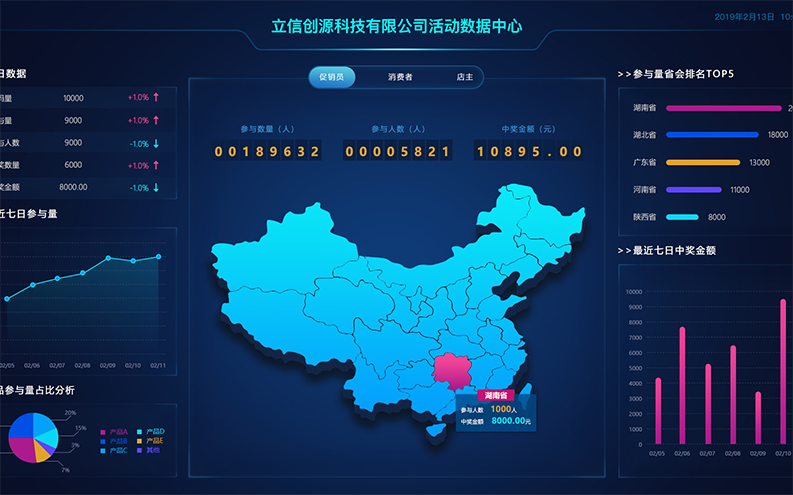 立信创源科技有限公司活动数据中心
2019年2月13日 10:
日数据
码量 10000 +1.0%
与量 9000 +1.0%
与人数 9000 -1.0%
奖数量 6000 +1.0%
奖金额 8000.00 -1.0%
近七日参与量
02/05 02/06 02/07 02/08 02/09 02/10 02/11
品参与量占比分析
20%
15%
3%
7%
产品A 产品D
产品B 产品E
产品C 其他
促销员 消费者 店主
参与数量（人） 参与人数（人） 中奖金额（元）
00189632 00005821 10895.00
湖南省
参与人数 1000人
中奖金额 8000.00元
>>参与量省会排名TOP5
湖南省
湖北省 18000
广东省 13000
河南省 11000
陕西省 8000
>>最近七日中奖金额
10000
9000
8000
7000
6000
5000
4000
3000
2000
1000
0
02/05 02/06 02/07 02/08 02/09 02/10